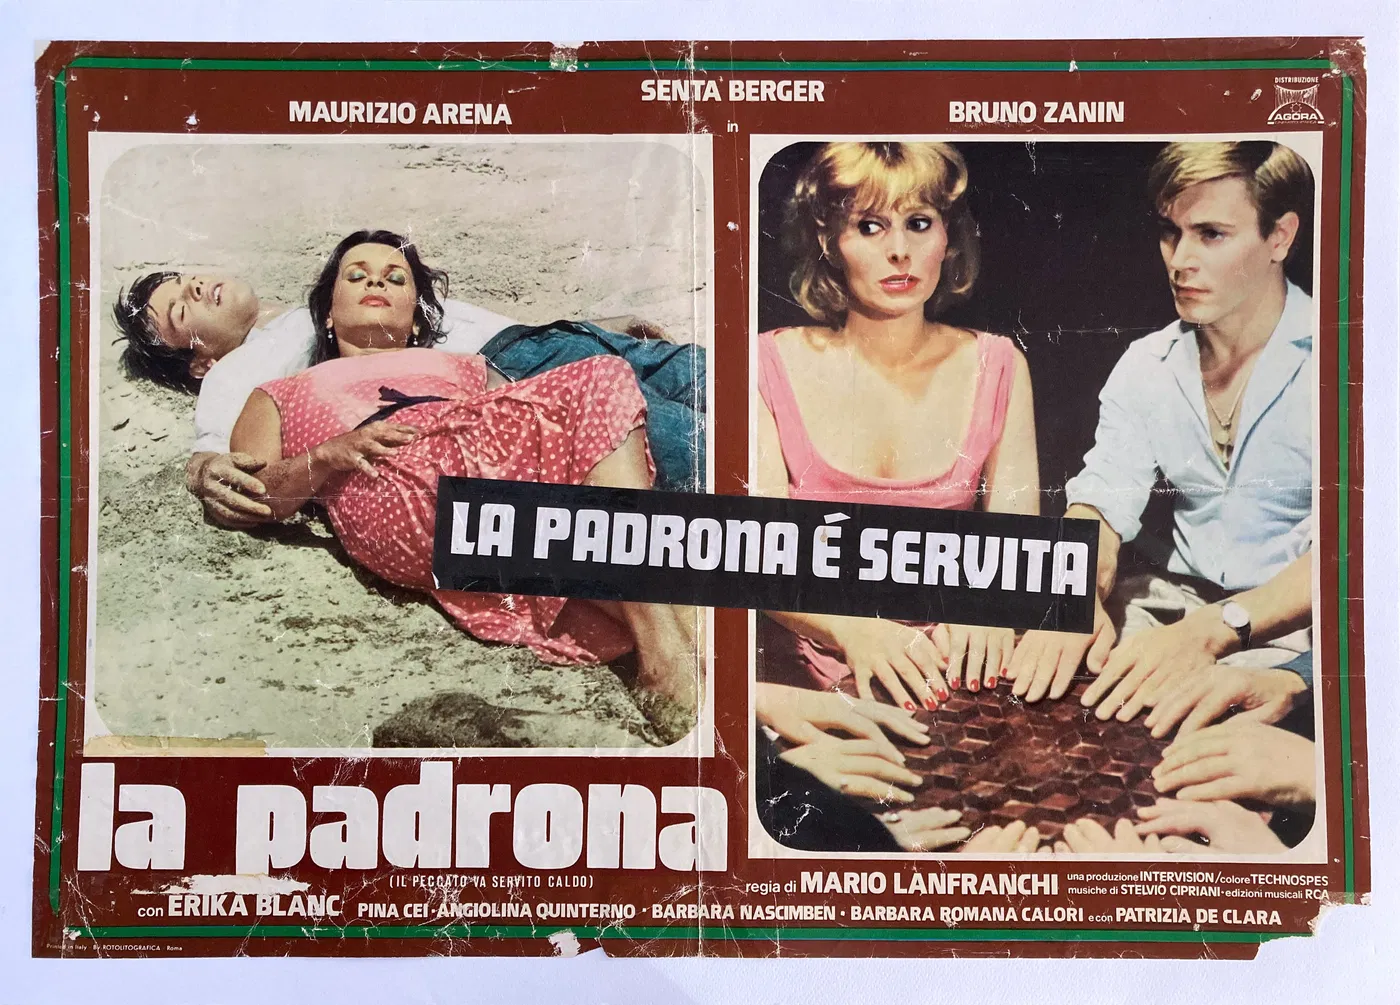 SENTA BERGER
MAURIZIO ARENA
in
BRUNO ZANIN
DISTRIBUZIONE
AGORÀ
LA PADRONA É SERVITA
la padrona
(IL PECCATO VA SERVITO CALDO)
regia di MARIO LANFRANCHI
una produzione INTERVISION/colore TECHNOSPES
musiche di STELVIO CIPRIANI - edizioni musicali RCA
con ERIKA BLANC PINA CEI · ANGIOLINA QUINTERNO · BARBARA NASCIMBEN · BARBARA ROMANA CALORI e con PATRIZIA DE CLARA
Printed in Italy - By ROTOLITOGRAFICA - Roma